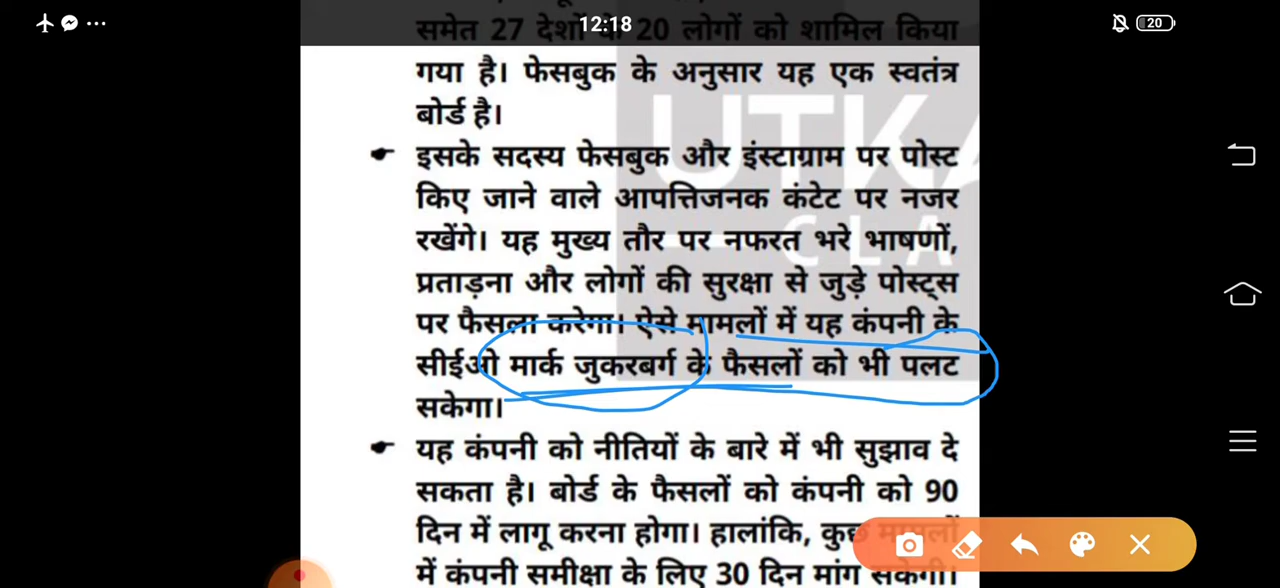 12:18
20
समेत 27 देशों के 20 लोगों को शामिल किया
गया है। फेसबुक के अनुसार यह एक स्वतंत्र
बोर्ड है।
इसके सदस्य फेसबुक और इंस्टाग्राम पर पोस्ट
किए जाने वाले आपत्तिजनक कंटेट पर नजर
रखेंगे। यह मुख्य तौर पर नफरत भरे भाषणों,
प्रताड़ना और लोगों की सुरक्षा से जुड़े पोस्ट्स
पर फैसला करेगा। ऐसे मामलों में यह कंपनी के
सीईओ मार्क जुकरबर्ग के फैसलों को भी पलट
सकेगा।
यह कंपनी को नीतियों के बारे में भी सुझाव दे
सकता है। बोर्ड के फैसलों को कंपनी को 90
दिन में लागू करना होगा। हालांकि, कुछ मामलों
में कंपनी समीक्षा के लिए 30 दिन मांग सकेगी।
UTKA
CLA